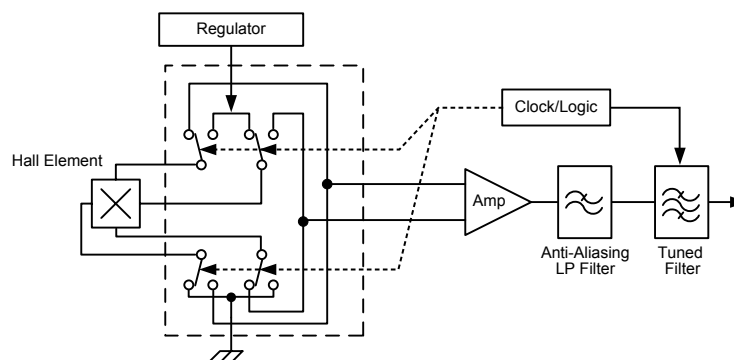 Regulator
Clock/Logic
Hall Element
Amp
Anti-Aliasing
LP Filter
Tuned
Filter